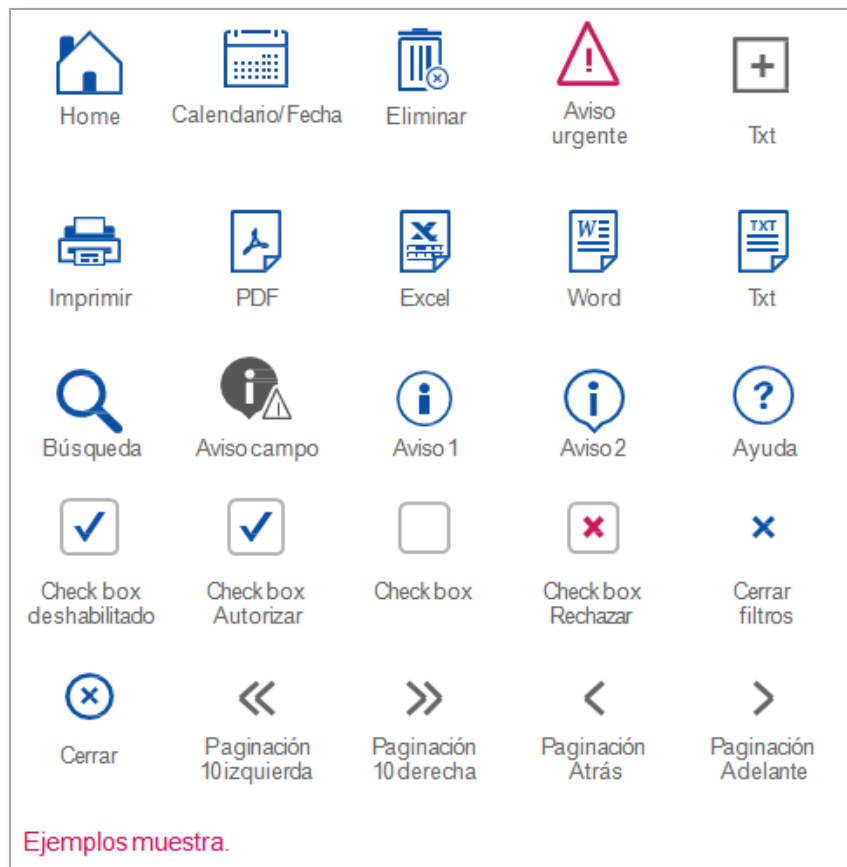 Home
Calendario/Fecha
Eliminar
Aviso
urgente
Txt
Imprimir
PDF
X
Excel
W
Word
TXT
Txt
Búsqueda
Aviso campo
Aviso 1
Aviso 2
?
Ayuda
Check box
deshabilitado
Check box
Autorizar
Check box
Check box
Rechazar
Cerrar
filtros
Cerrar
Paginación
10 izquierda
Paginación
10 derecha
Paginación
Atrás
Paginación
Adelante
Ejemplos muestra.